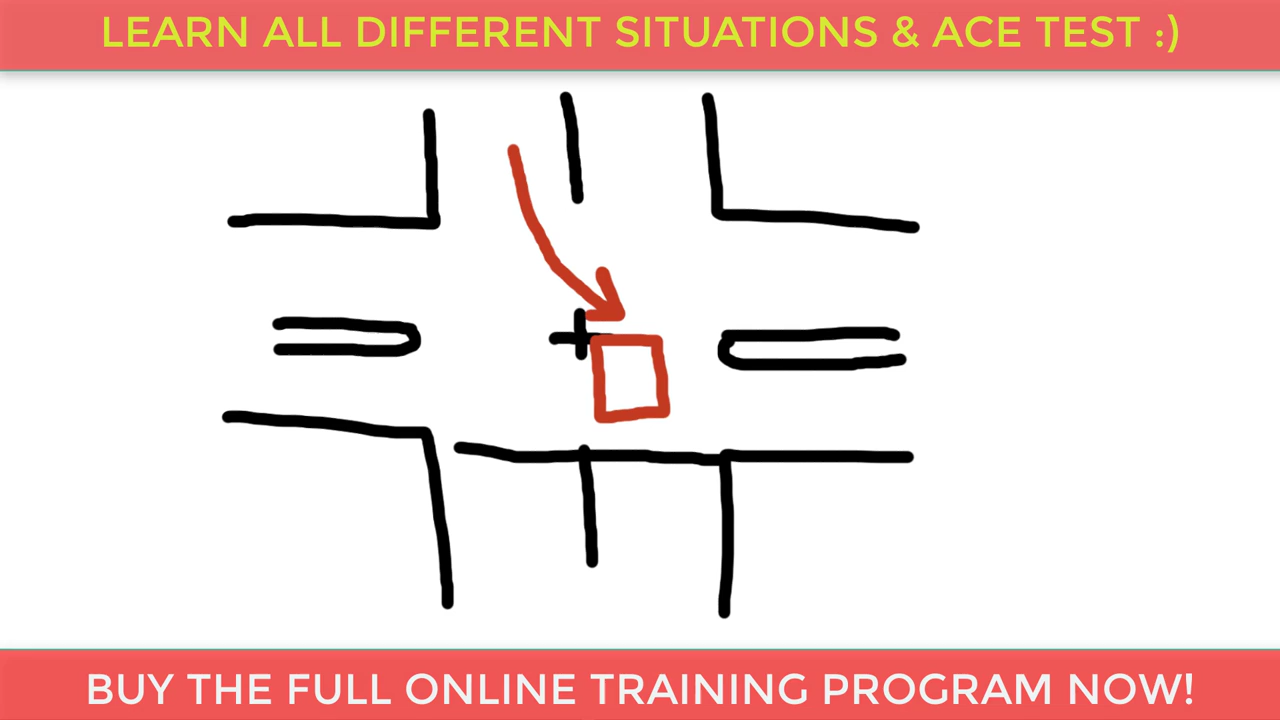 LEARN ALL DIFFERENT SITUATIONS & ACE TEST :)
BUY THE FULL ONLINE TRAINING PROGRAM NOW!